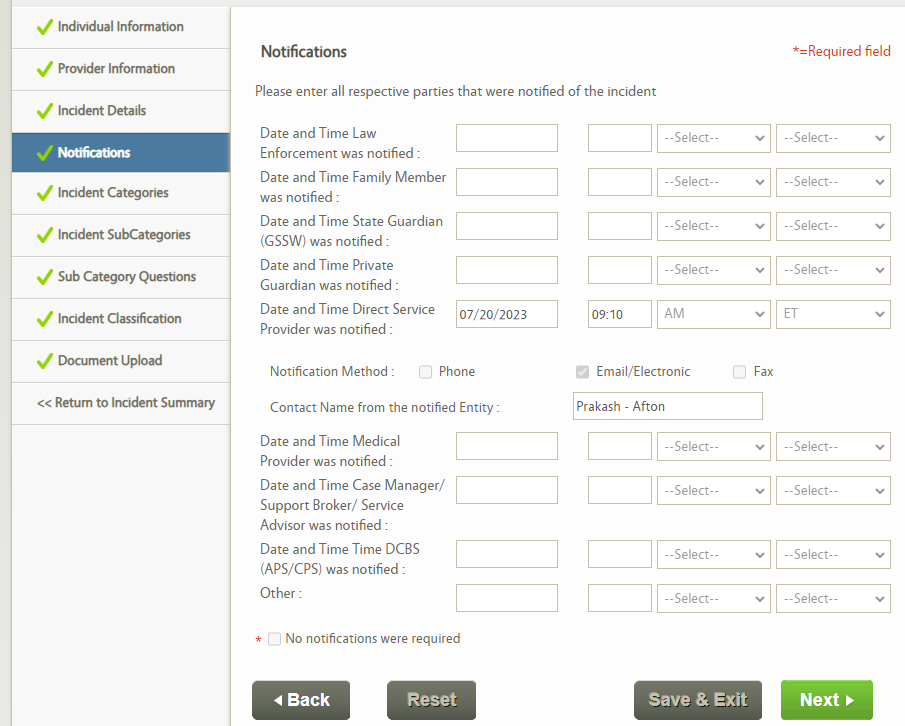 Individual Information
Provider Information
Incident Details
Notifications
Incident Categories
Incident SubCategories
Sub Category Questions
Incident Classification
Document Upload
<< Return to Incident Summary
Notifications
*=Required field
Please enter all respective parties that were notified of the incident
Date and Time Law
Enforcement was notified :
--Select-- --Select--
Date and Time Family Member
was notified :
--Select-- --Select--
Date and Time State Guardian
(GSSW) was notified :
--Select-- --Select--
Date and Time Private
Guardian was notified :
--Select-- --Select--
Date and Time Direct Service
Provider was notified :
07/20/2023 09:10 AM ET
Notification Method : Phone Email/Electronic Fax
Contact Name from the notified Entity : Prakash - Afton
Date and Time Medical
Provider was notified :
--Select-- --Select--
Date and Time Case Manager/
Support Broker/ Service
Advisor was notified :
--Select-- --Select--
Date and Time Time DCBS
(APS/CPS) was notified :
--Select-- --Select--
Other : --Select-- --Select--
* No notifications were required
Back Reset Save & Exit Next